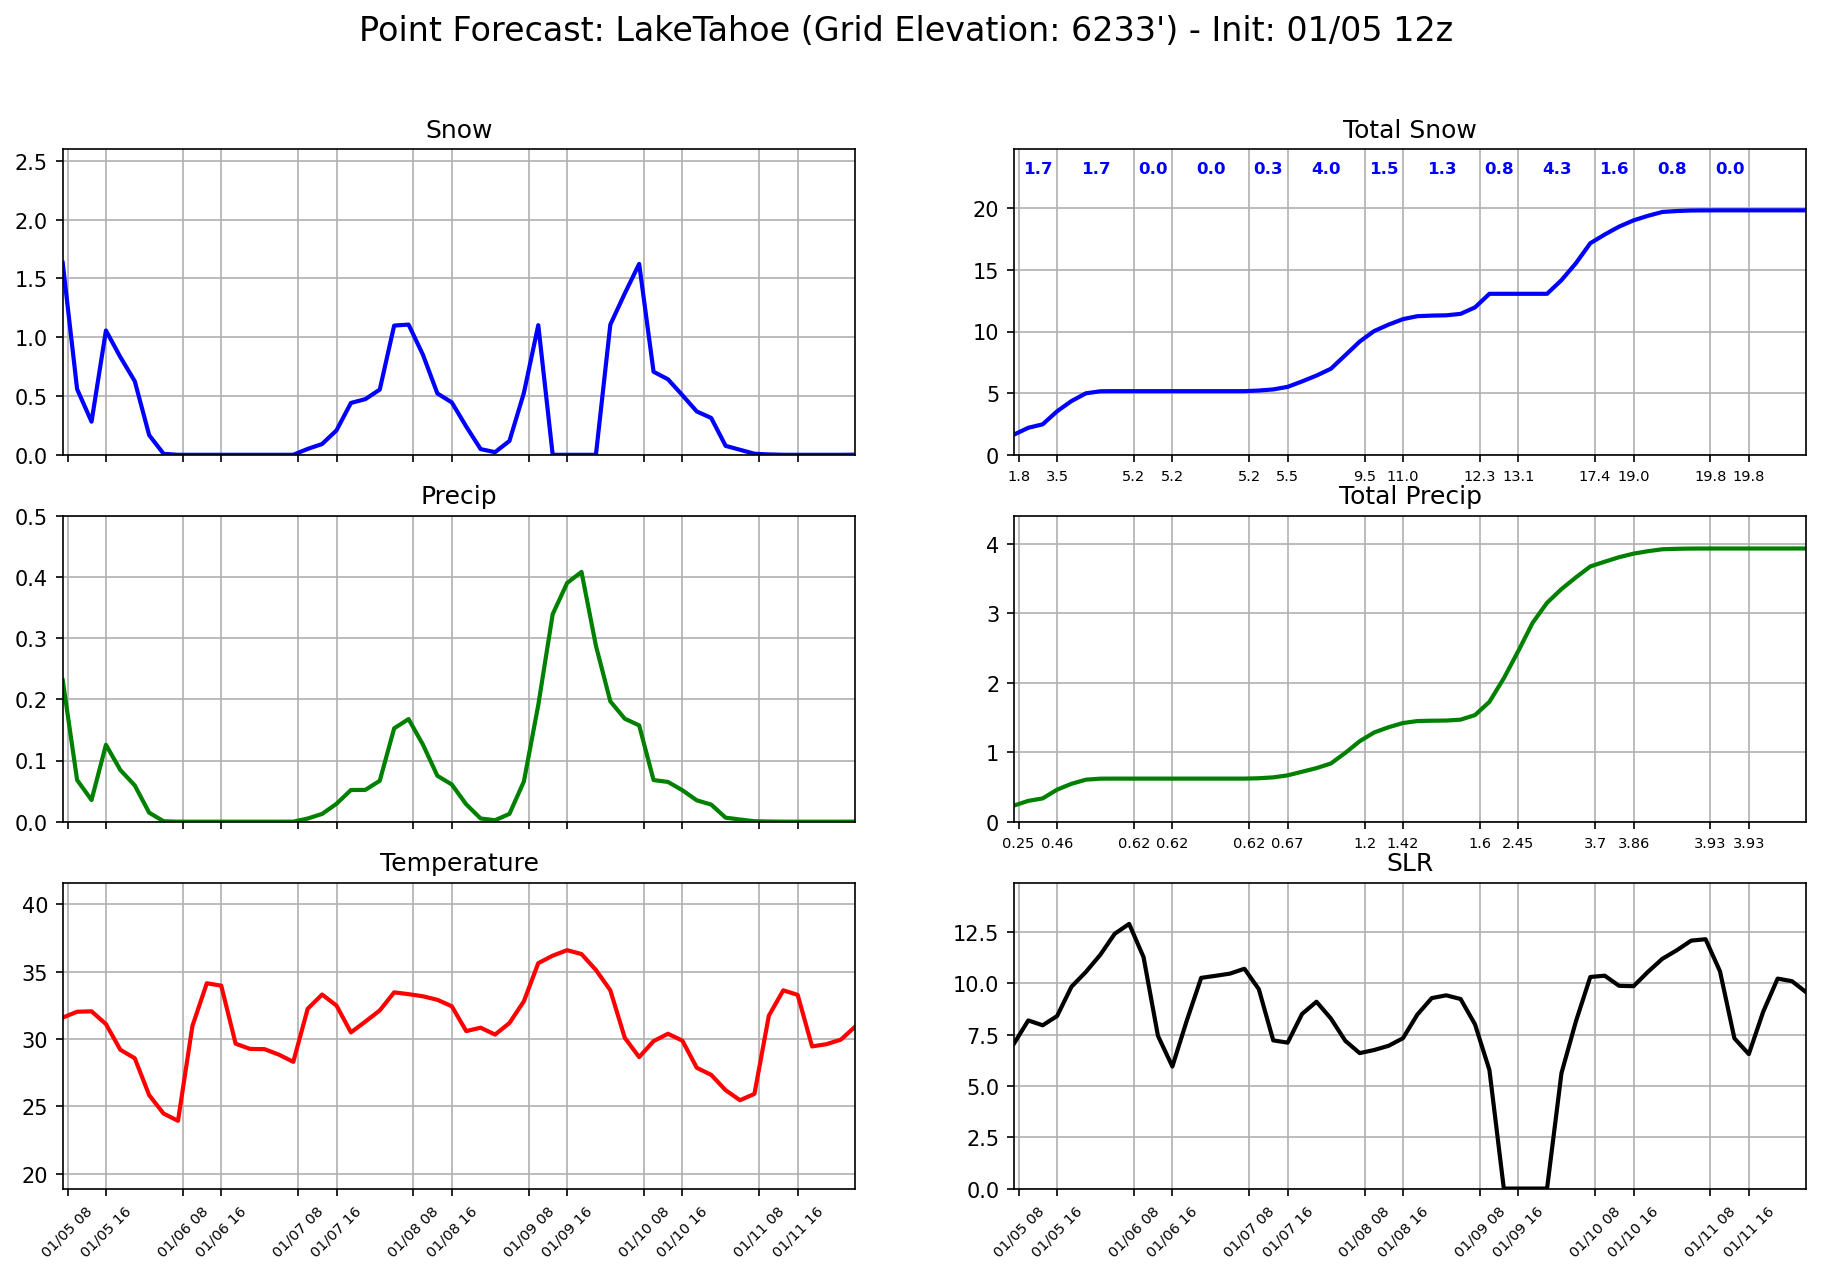 Point Forecast: LakeTahoe (Grid Elevation: 6233') - Init: 01/05 12z
Snow
2.5
2.0
1.5
1.0
0.5
0.0
Total Snow
1.7 1.7 0.0 0.0 0.3 4.0 1.5 1.3 0.8 4.3 1.6 0.8 0.0
20
15
10
5
0
1.8 3.5 5.2 5.2 5.2 5.5 9.5 11.0 12.3 13.1 17.4 19.0 19.8 19.8
Precip
0.5
0.4
0.3
0.2
0.1
0.0
Total Precip
4
3
2
1
0
0.25 0.46 0.62 0.62 0.62 0.67 1.2 1.42 1.6 2.45 3.7 3.86 3.93 3.93
Temperature
40
35
30
25
20
01/05 08 01/05 16 01/06 08 01/06 16 01/07 08 01/07 16 01/08 08 01/08 16 01/09 08 01/09 16 01/10 08 01/10 16 01/11 08 01/11 16
SLR
12.5
10.0
7.5
5.0
2.5
0.0
01/05 08 01/05 16 01/06 08 01/06 16 01/07 08 01/07 16 01/08 08 01/08 16 01/09 08 01/09 16 01/10 08 01/10 16 01/11 08 01/11 16